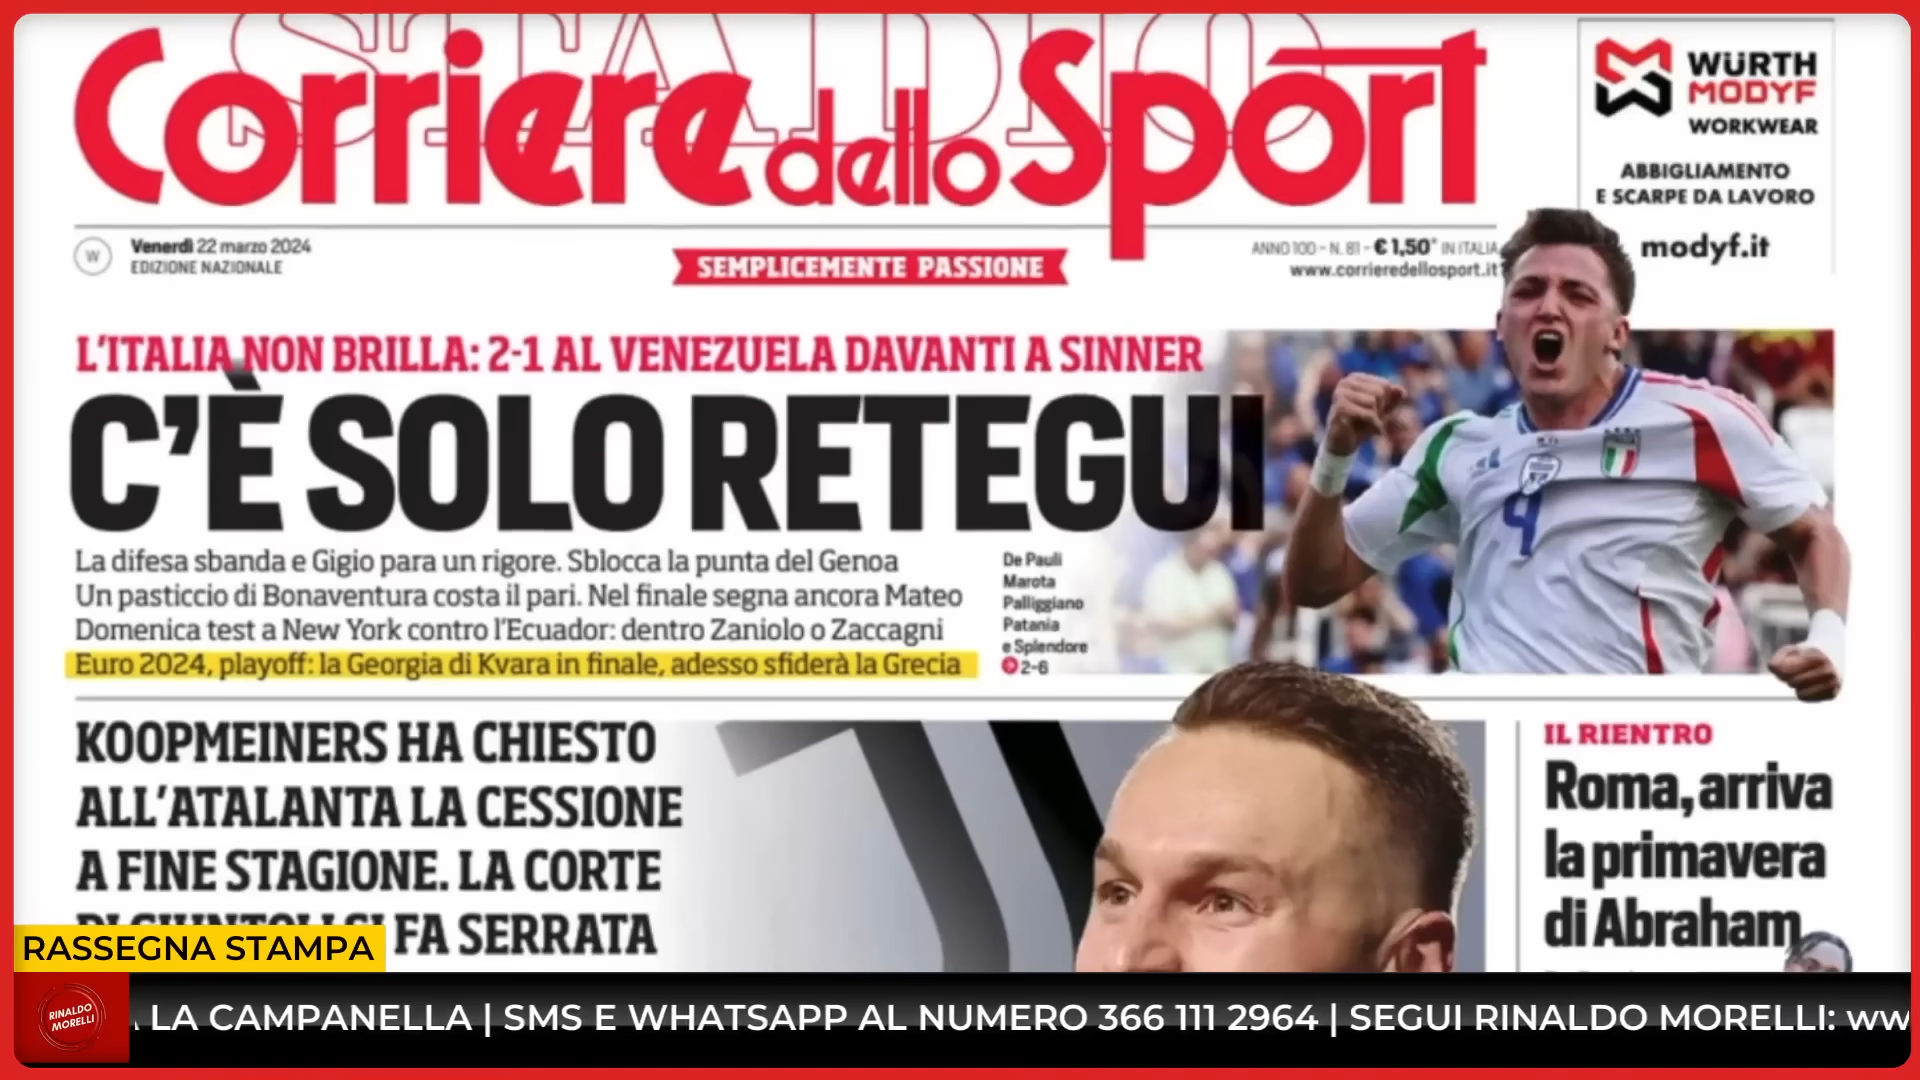 STADIO
Corriere dello Sport
WÜRTH
MODYF
WORKWEAR
ABBIGLIAMENTO
E SCARPE DA LAVORO
modyf.it
W
Venerdì 22 marzo 2024
EDIZIONE NAZIONALE
SEMPLICEMENTE PASSIONE
ANNO 100 - N. 81 - € 1,50* IN ITALIA
www.corrieredellosport.it
L'ITALIA NON BRILLA: 2-1 AL VENEZUELA DAVANTI A SINNER
C'È SOLO RETEGUI
La difesa sbanda e Gigio para un rigore. Sblocca la punta del Genoa
Un pasticcio di Bonaventura costa il pari. Nel finale segna ancora Mateo
Domenica test a New York contro l'Ecuador: dentro Zaniolo o Zaccagni
Euro 2024, playoff: la Georgia di Kvara in finale, adesso sfiderà la Grecia
De Pauli
Marota
Palliggiano
Patania
e Splendore
2-6
9
KOOPMEINERS HA CHIESTO
ALL'ATALANTA LA CESSIONE
A FINE STAGIONE. LA CORTE
DI GIUNTOLI SI FA SERRATA
IL RIENTRO
Roma, arriva
la primavera
di Abraham
RASSEGNA STAMPA
RINALDO
MORELLI
LA CAMPANELLA | SMS E WHATSAPP AL NUMERO 366 111 2964 | SEGUI RINALDO MORELLI: ww